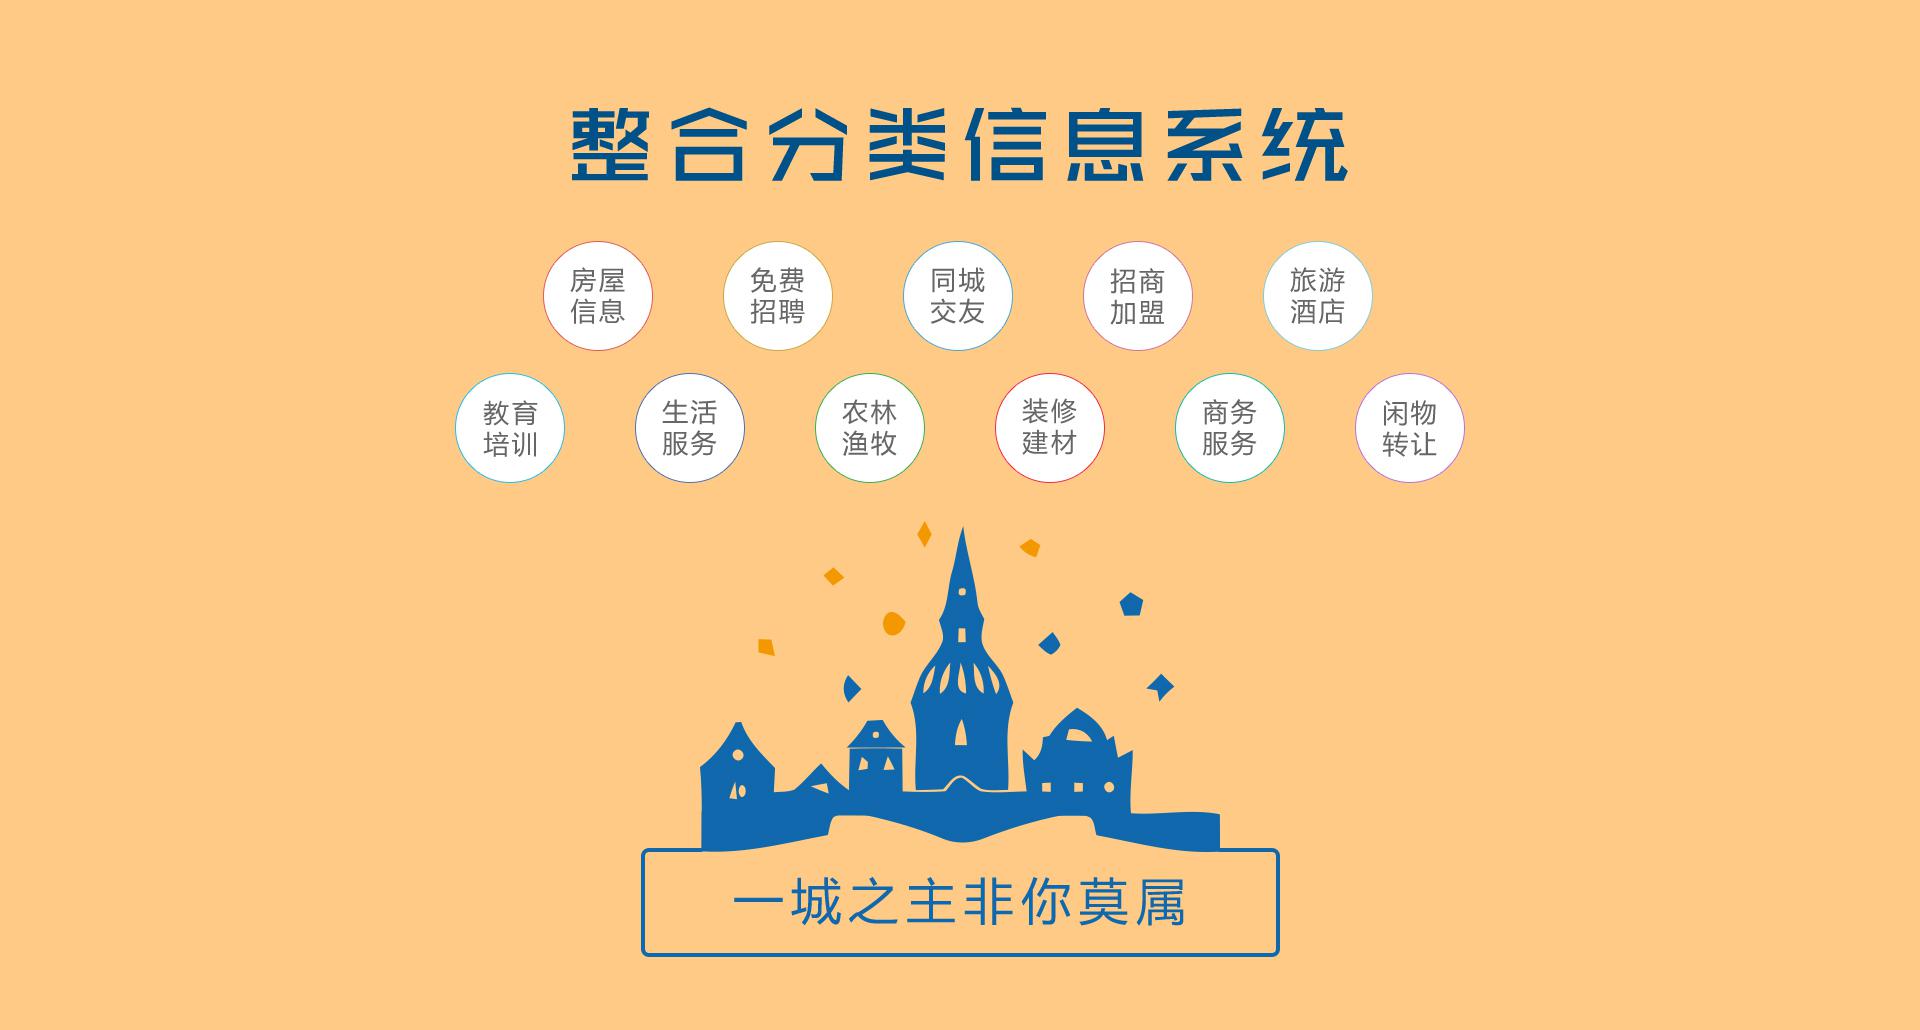 整合分类信息系统
房屋
信息
免费
招聘
同城
交友
招商
加盟
旅游
酒店
教育
培训
生活
服务
农林
渔牧
装修
建材
商务
服务
闲物
转让
一城之主非你莫属